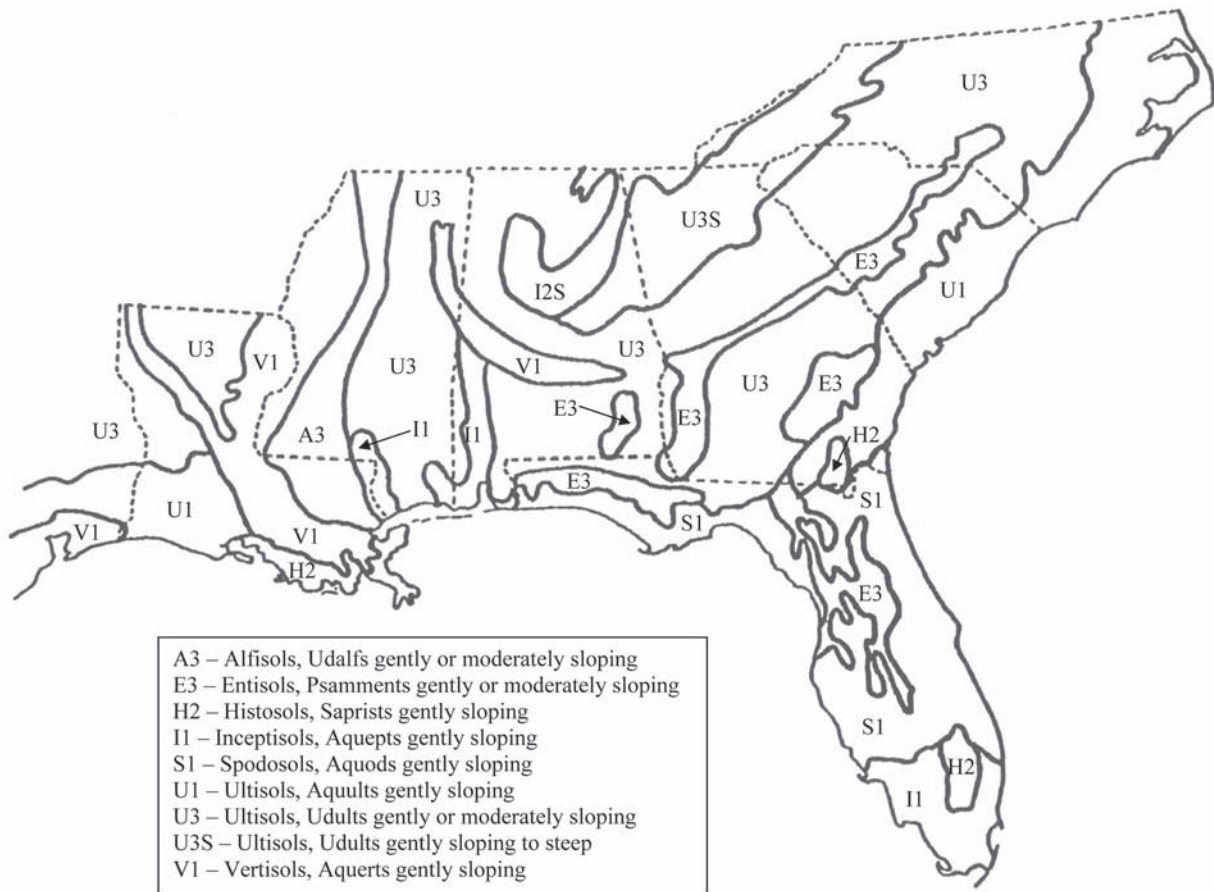 U3
U3
U3S
I2S
E3
U1
U3
V1
U3
V1
U3
U3
E3
E3
E3
U3
A3
I1
I1
H2
U1
V1
V1
H2
E3
S1
S1
E3
S1
H2
I1
A3 – Alfisols, Udalfs gently or moderately sloping
E3 – Entisols, Psamments gently or moderately sloping
H2 – Histosols, Saprists gently sloping
I1 – Inceptisols, Aquepts gently sloping
S1 – Spodosols, Aquods gently sloping
U1 – Ultisols, Aquults gently sloping
U3 – Ultisols, Udults gently or moderately sloping
U3S – Ultisols, Udults gently sloping to steep
V1 – Vertisols, Aquerts gently sloping